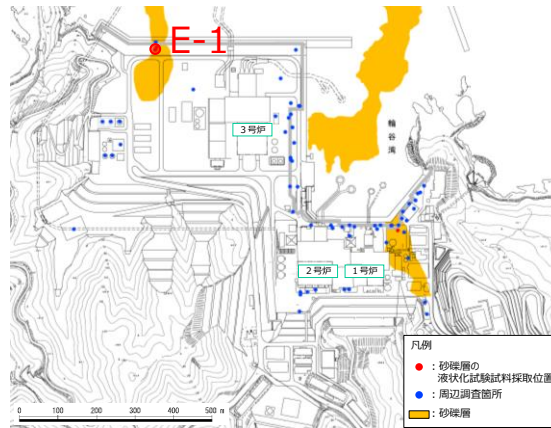 E-1
輪谷湾
3号炉
2号炉
1号炉
凡例
:砂礫層の
液状化試験試料採取位置
:周辺調査箇所
:砂礫層
0 100 200 300 400 500 m